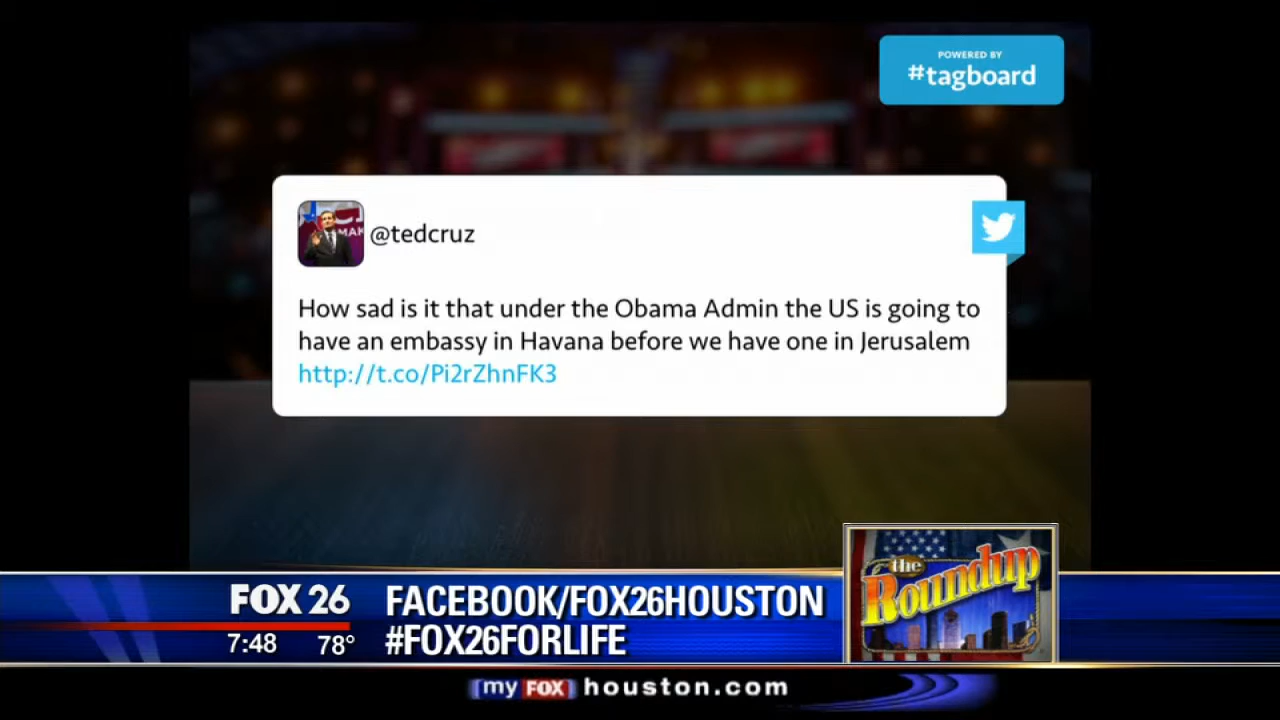 POWERED BY
#tagboard
@tedcruz
How sad is it that under the Obama Admin the US is going to
have an embassy in Havana before we have one in Jerusalem
http://t.co/Pi2rZhnFK3
the
Roundup
FOX 26
FACEBOOK/FOX26HOUSTON
7:48 78°
#FOX26FORLIFE
myFOXhouston.com